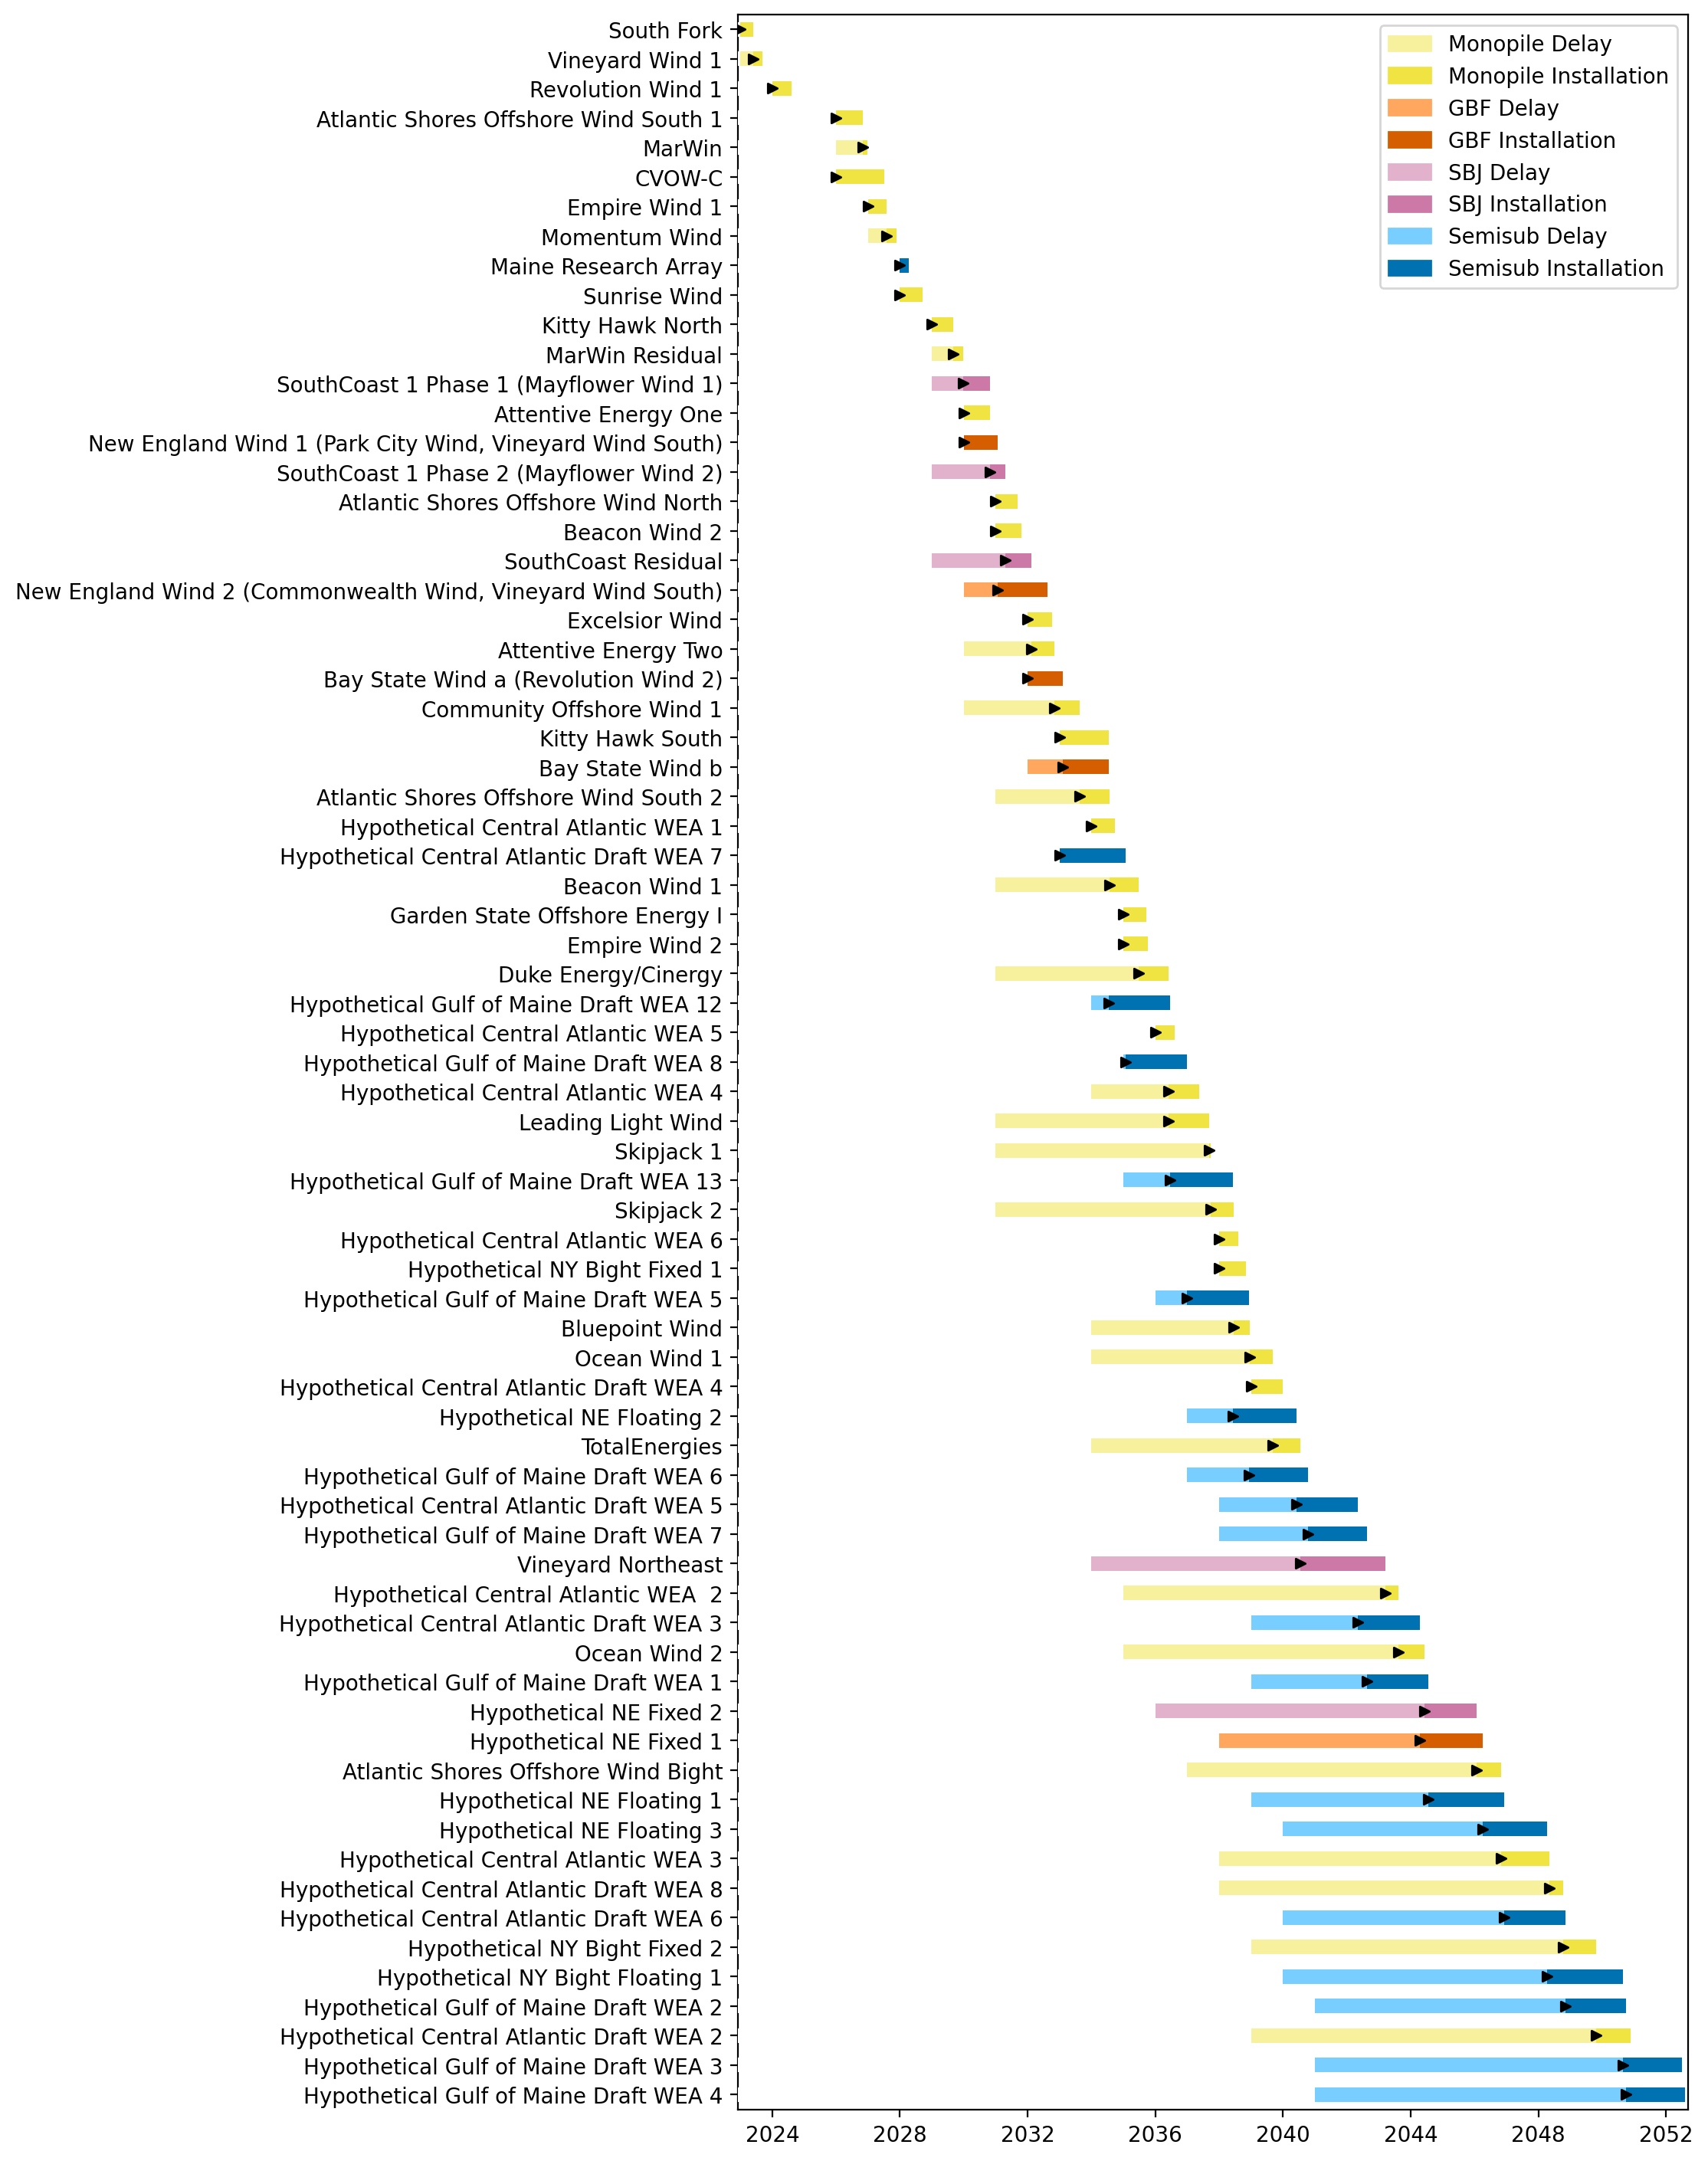 South Fork
Vineyard Wind 1
Revolution Wind 1
Atlantic Shores Offshore Wind South 1
MarWin
CVOW-C
Empire Wind 1
Momentum Wind
Maine Research Array
Sunrise Wind
Kitty Hawk North
MarWin Residual
SouthCoast 1 Phase 1 (Mayflower Wind 1)
Attentive Energy One
New England Wind 1 (Park City Wind, Vineyard Wind South)
SouthCoast 1 Phase 2 (Mayflower Wind 2)
Atlantic Shores Offshore Wind North
Beacon Wind 2
SouthCoast Residual
New England Wind 2 (Commonwealth Wind, Vineyard Wind South)
Excelsior Wind
Attentive Energy Two
Bay State Wind a (Revolution Wind 2)
Community Offshore Wind 1
Kitty Hawk South
Bay State Wind b
Atlantic Shores Offshore Wind South 2
Hypothetical Central Atlantic WEA 1
Hypothetical Central Atlantic Draft WEA 7
Beacon Wind 1
Garden State Offshore Energy I
Empire Wind 2
Duke Energy/Cinergy
Hypothetical Gulf of Maine Draft WEA 12
Hypothetical Central Atlantic WEA 5
Hypothetical Gulf of Maine Draft WEA 8
Hypothetical Central Atlantic WEA 4
Leading Light Wind
Skipjack 1
Hypothetical Gulf of Maine Draft WEA 13
Skipjack 2
Hypothetical Central Atlantic WEA 6
Hypothetical NY Bight Fixed 1
Hypothetical Gulf of Maine Draft WEA 5
Bluepoint Wind
Ocean Wind 1
Hypothetical Central Atlantic Draft WEA 4
Hypothetical NE Floating 2
TotalEnergies
Hypothetical Gulf of Maine Draft WEA 6
Hypothetical Central Atlantic Draft WEA 5
Hypothetical Gulf of Maine Draft WEA 7
Vineyard Northeast
Hypothetical Central Atlantic WEA  2
Hypothetical Central Atlantic Draft WEA 3
Ocean Wind 2
Hypothetical Gulf of Maine Draft WEA 1
Hypothetical NE Fixed 2
Hypothetical NE Fixed 1
Atlantic Shores Offshore Wind Bight
Hypothetical NE Floating 1
Hypothetical NE Floating 3
Hypothetical Central Atlantic WEA 3
Hypothetical Central Atlantic Draft WEA 8
Hypothetical Central Atlantic Draft WEA 6
Hypothetical NY Bight Fixed 2
Hypothetical NY Bight Floating 1
Hypothetical Gulf of Maine Draft WEA 2
Hypothetical Central Atlantic Draft WEA 2
Hypothetical Gulf of Maine Draft WEA 3
Hypothetical Gulf of Maine Draft WEA 4
Monopile Delay
Monopile Installation
GBF Delay
GBF Installation
SBJ Delay
SBJ Installation
Semisub Delay
Semisub Installation
2024 2028 2032 2036 2040 2044 2048 2052